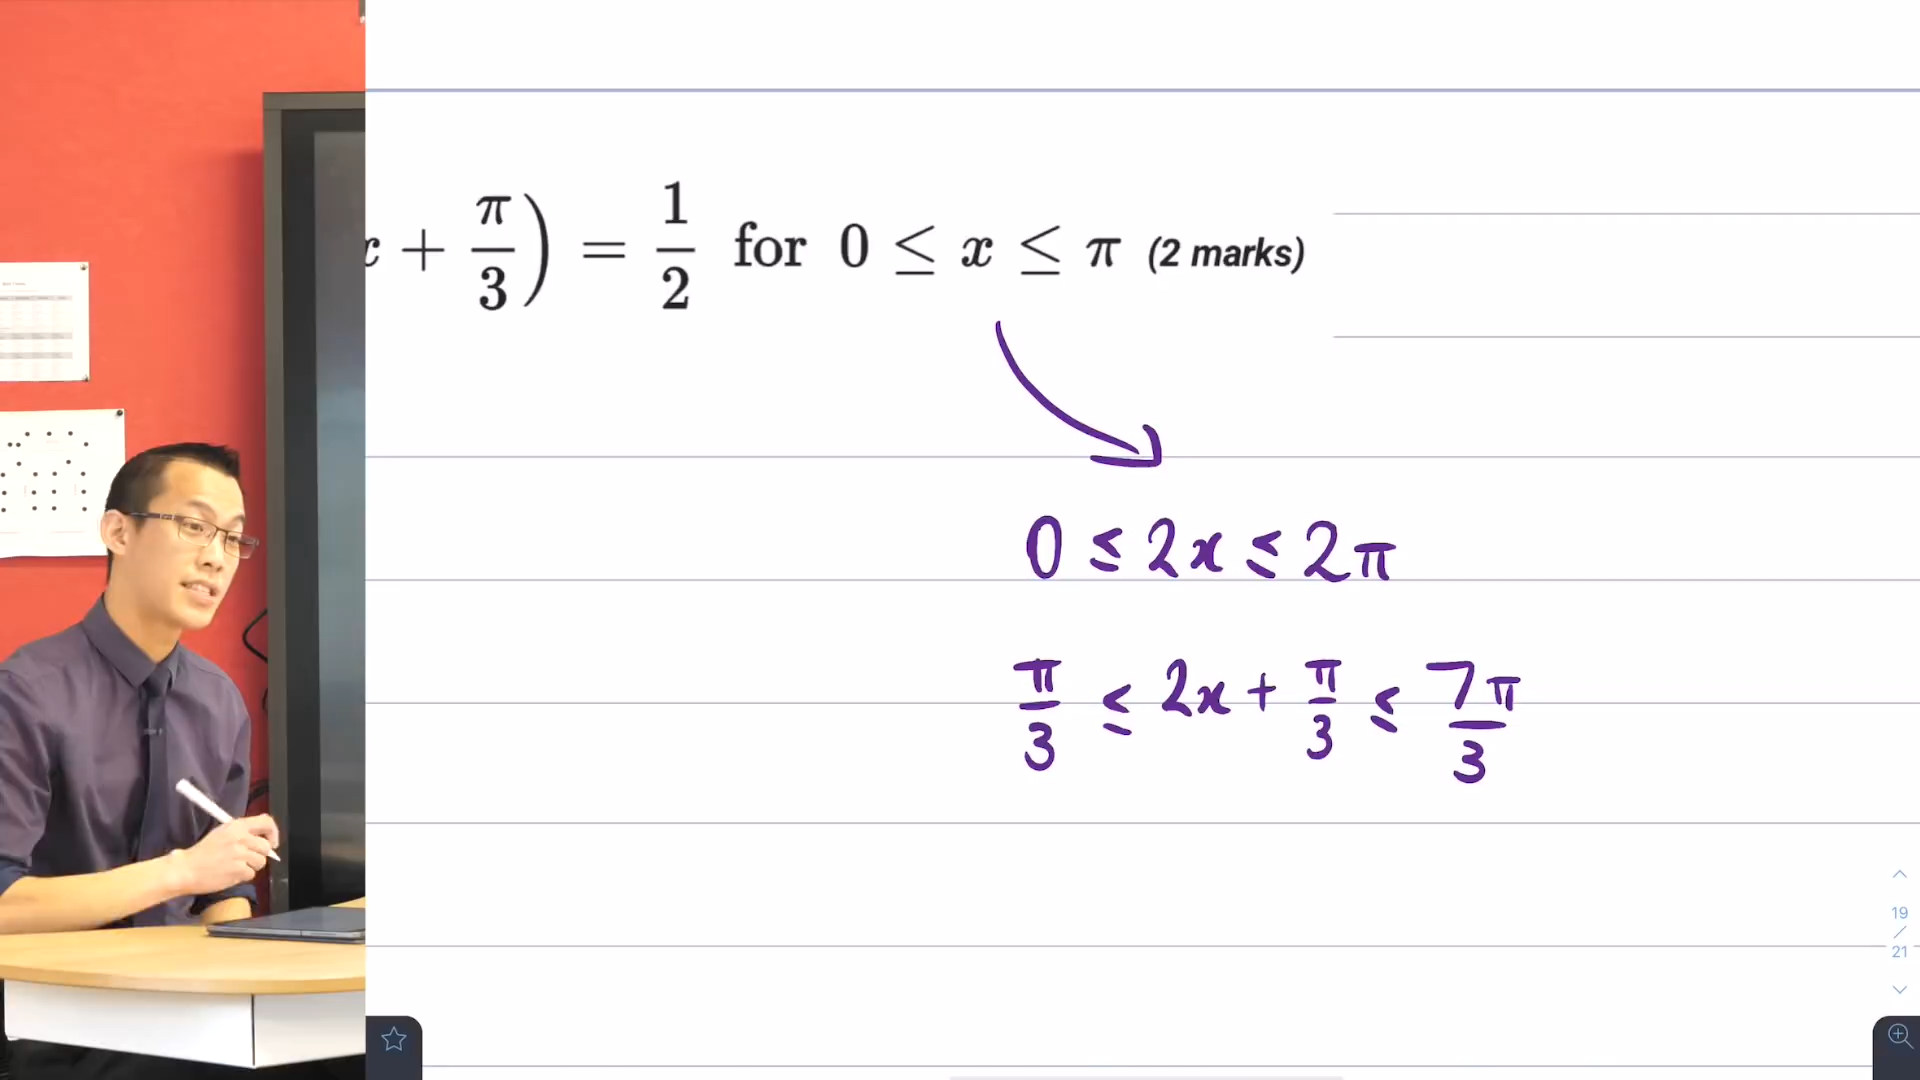 x + π/3) = 1/2 for 0 ≤ x ≤ π (2 marks)
0 ≤ 2x ≤ 2π
π/3 ≤ 2x + π/3 ≤ 7π/3
19
/
21